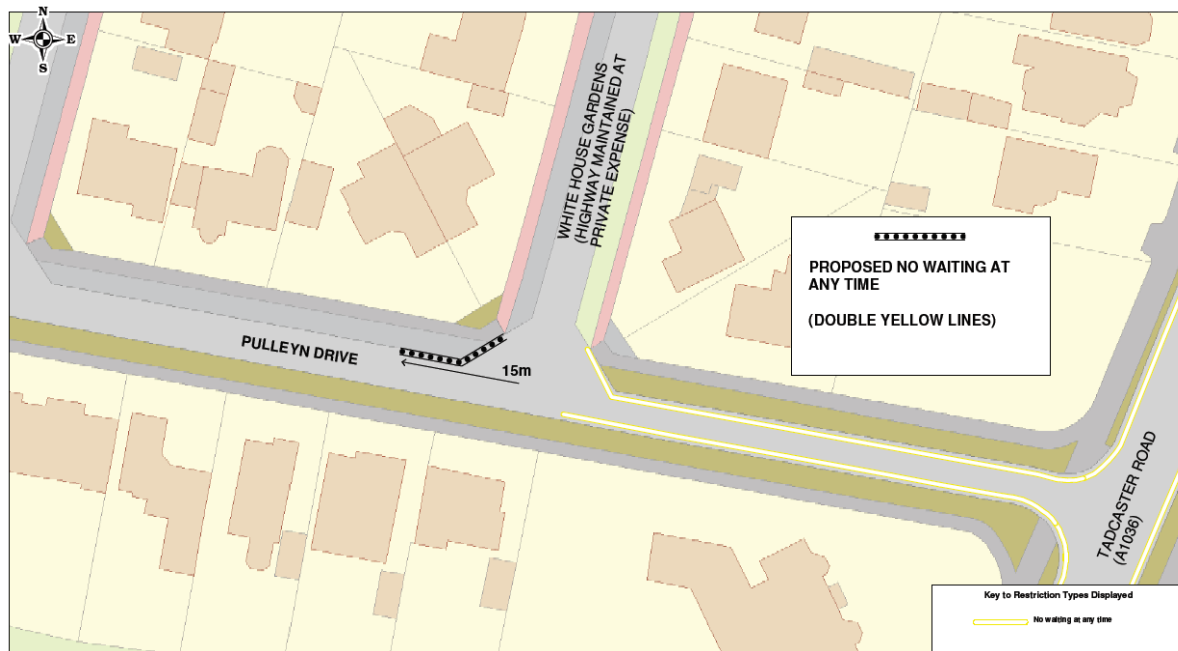 N
W E
S
WHITE HOUSE GARDENS
(HIGHWAY MAINTAINED AT
PRIVATE EXPENSE)
PROPOSED NO WAITING AT
ANY TIME
(DOUBLE YELLOW LINES)
PULLEYN DRIVE
15m
TADCASTER ROAD
(A1036)
Key to Restriction Types Displayed
No waiting at any time